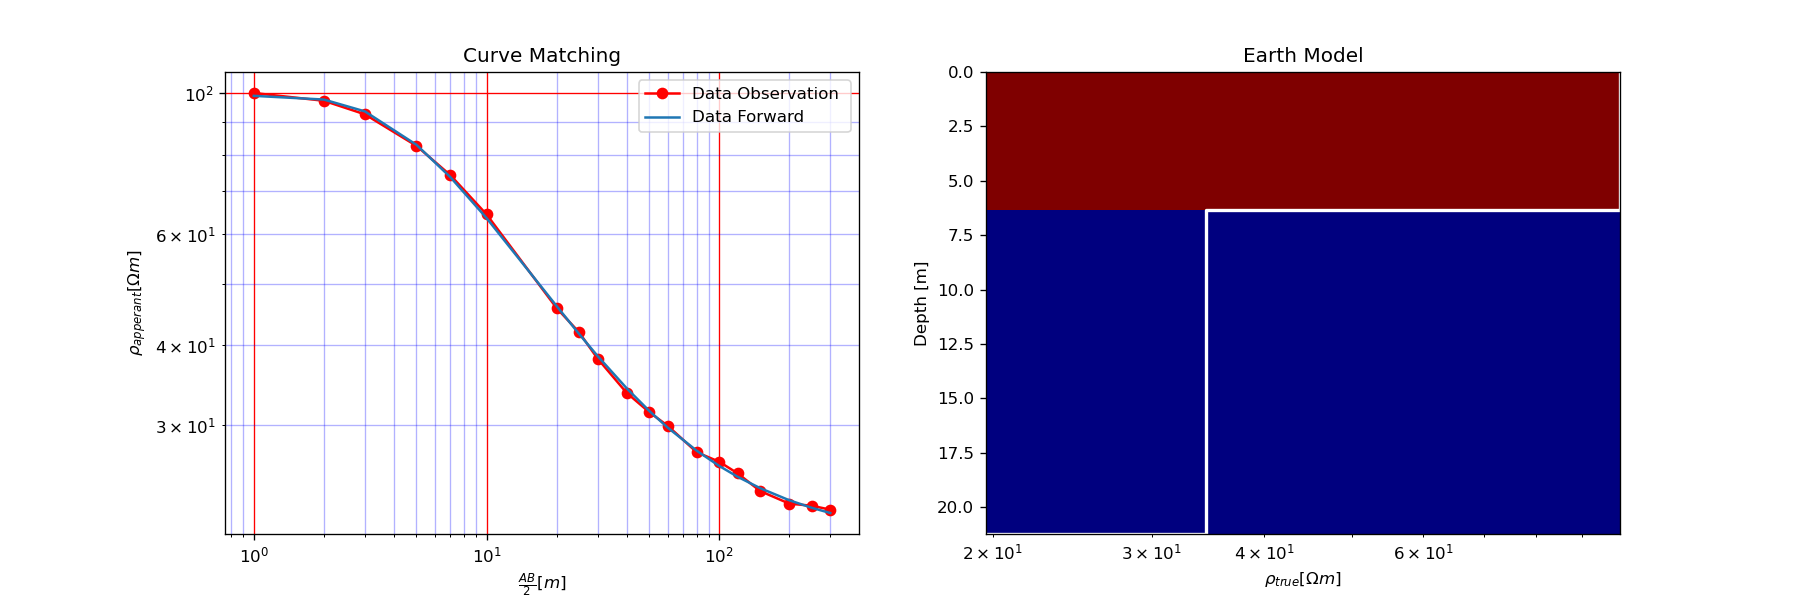 Curve Matching
10²
6 × 10¹
4 × 10¹
3 × 10¹
ρ_apperant[Ωm]
Data Observation
Data Forward
10⁰
10¹
10²
AB/2[m]
Earth Model
0.0
2.5
5.0
7.5
10.0
12.5
15.0
17.5
20.0
Depth [m]
2 × 10¹
3 × 10¹
4 × 10¹
6 × 10¹
ρ_true[Ωm]